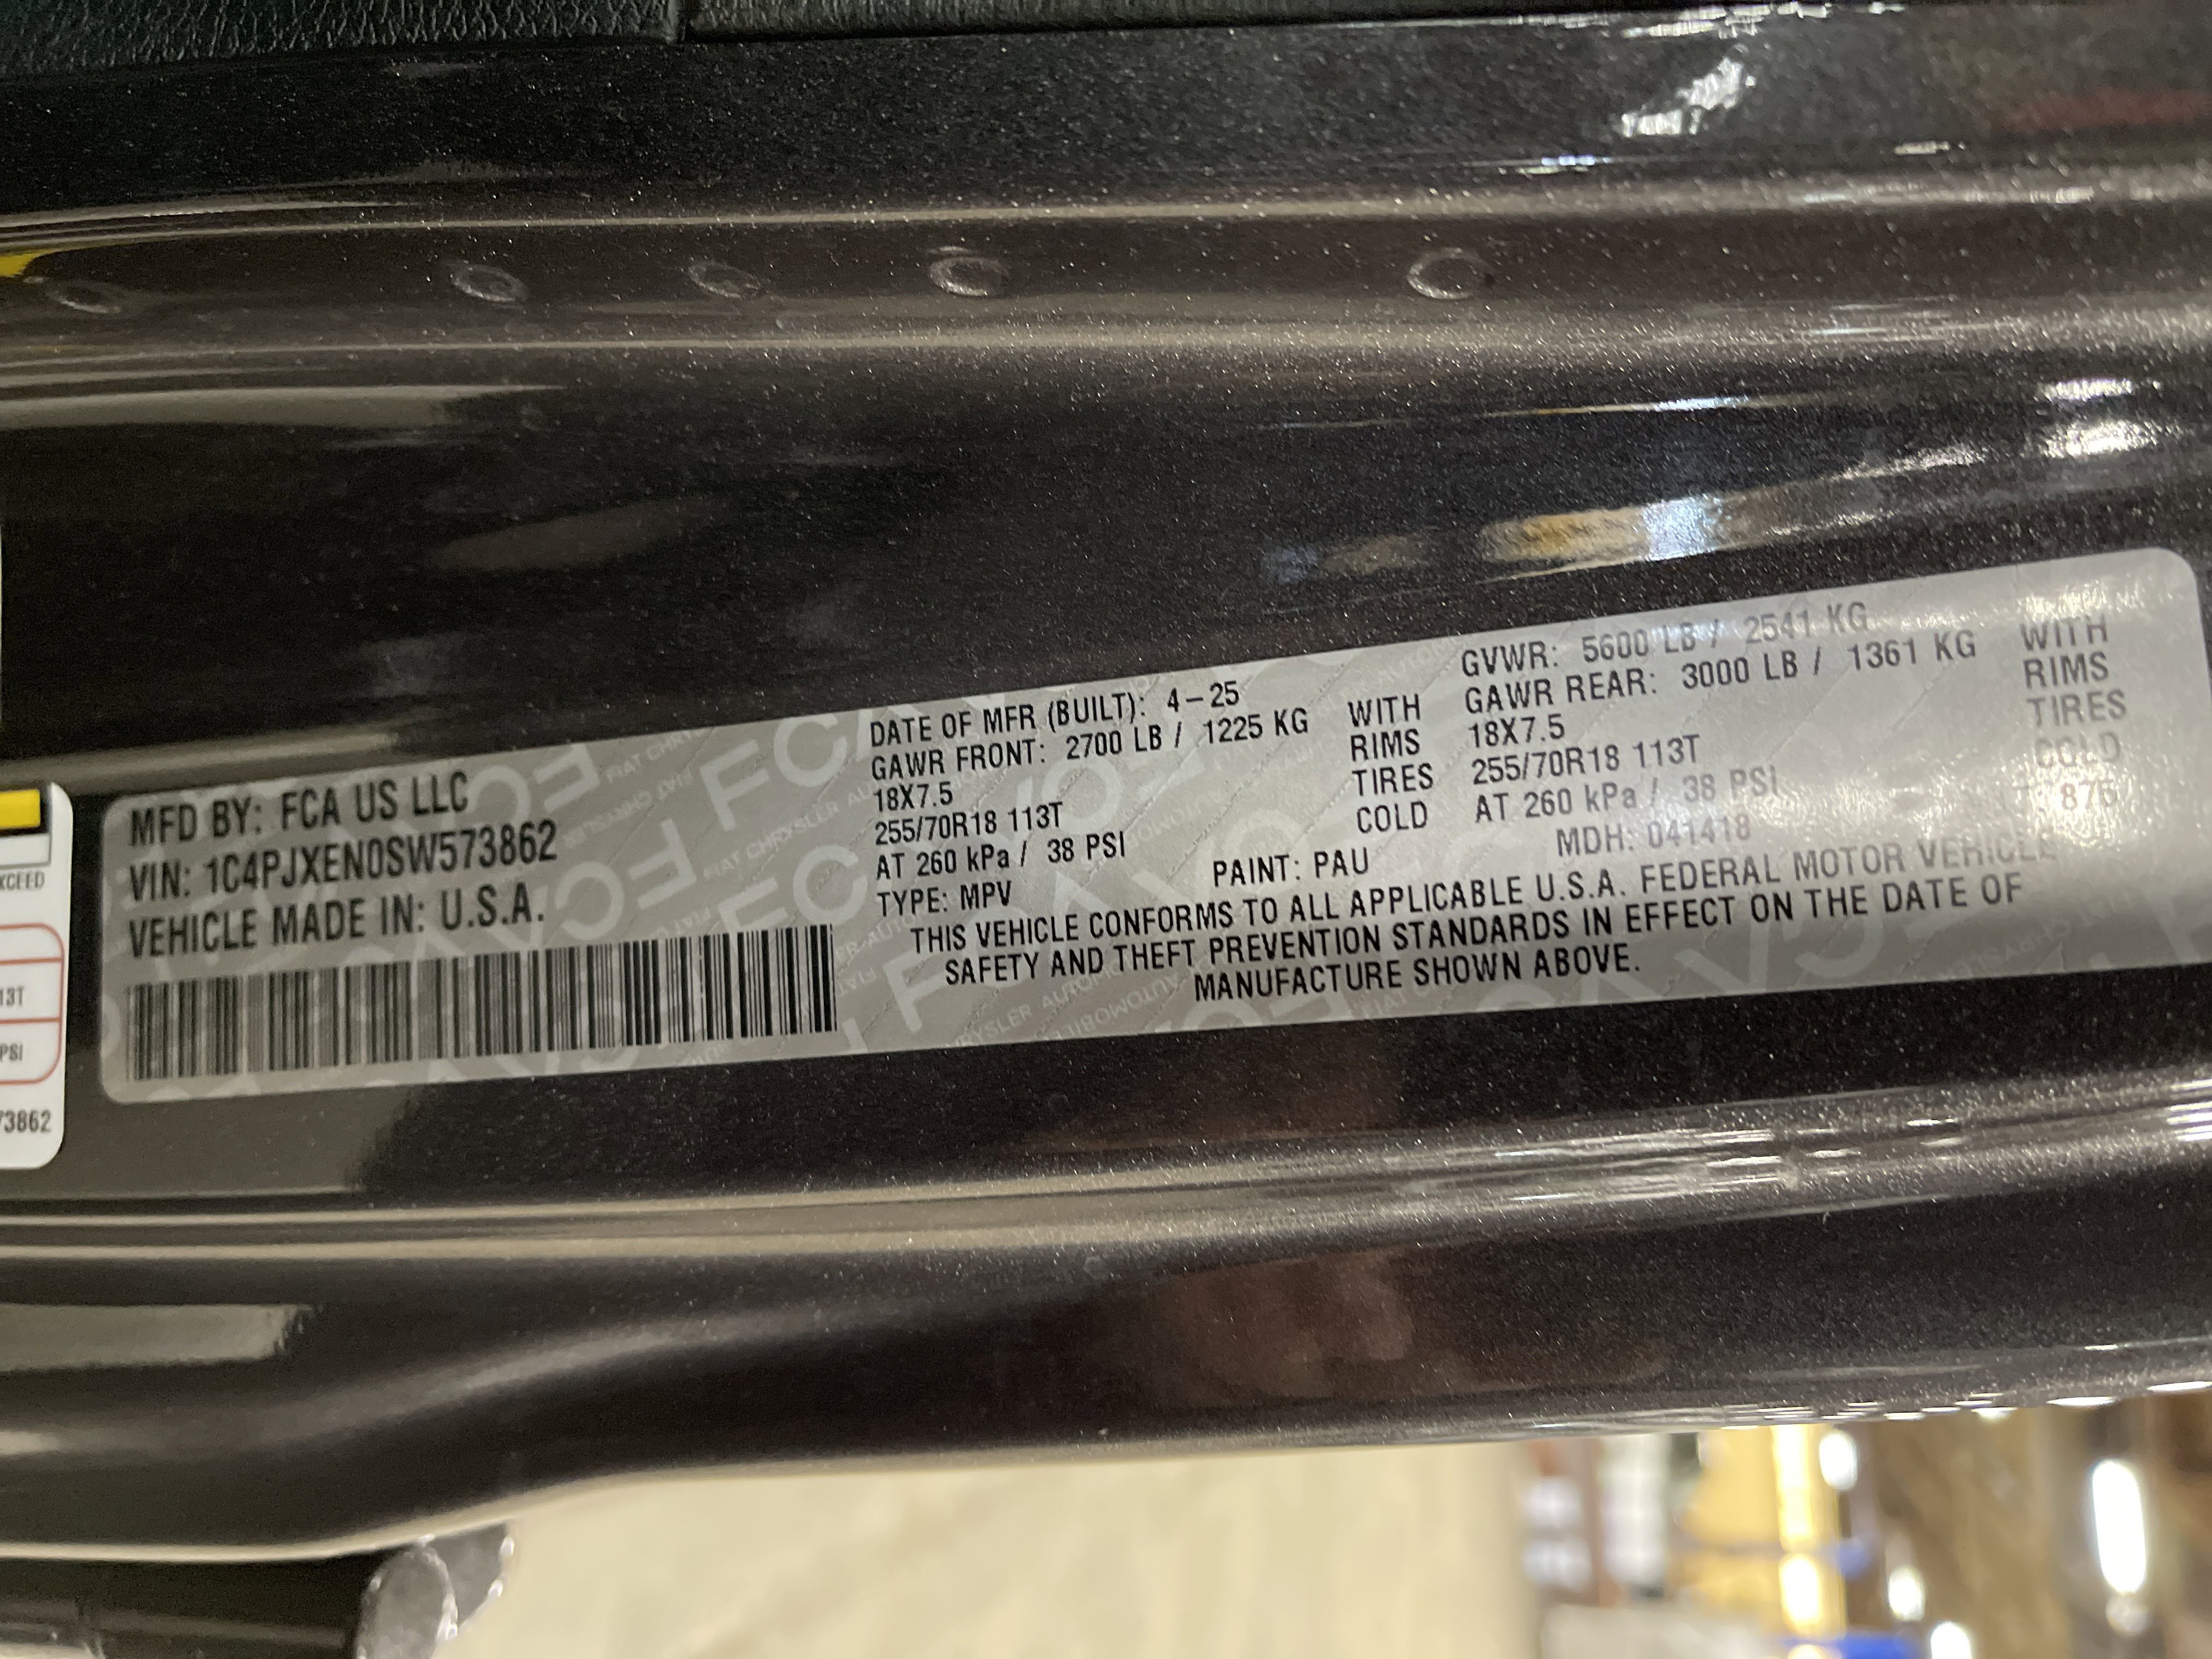 XCEED
13T
PSI
73862
MFD BY: FCA US LLC
VIN: 1C4PJXEN0SW573862
VEHICLE MADE IN: U.S.A.
DATE OF MFR (BUILT): 4-25
GAWR FRONT: 2700 LB / 1225 KG WITH
18X7.5 RIMS
255/70R18 113T TIRES
AT 260 kPa / 38 PSI COLD
TYPE: MPV
PAINT: PAU
GVWR: 5600 LB / 2541 KG
GAWR REAR: 3000 LB / 1361 KG WITH
18X7.5 RIMS
255/70R18 113T TIRES
AT 260 kPa / 38 PSI COLD
MDH: 041418
THIS VEHICLE CONFORMS TO ALL APPLICABLE U.S.A. FEDERAL MOTOR VEHICLE
SAFETY AND THEFT PREVENTION STANDARDS IN EFFECT ON THE DATE OF
MANUFACTURE SHOWN ABOVE.